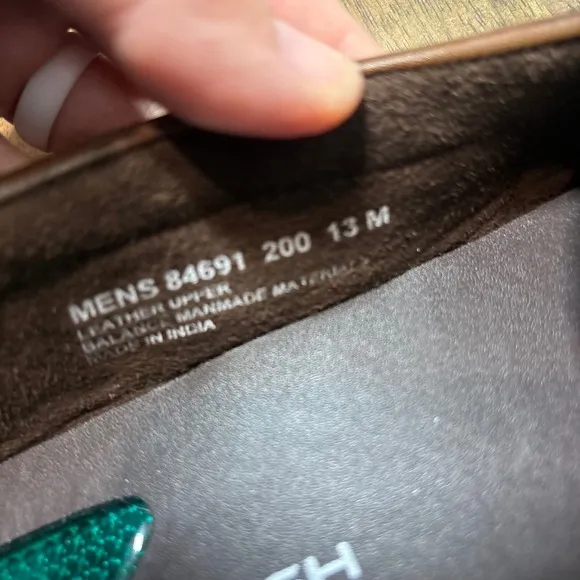 MENS 84691 200 13 M
LEATHER UPPER
BALANCE MANMADE MATERIALS
MADE IN INDIA